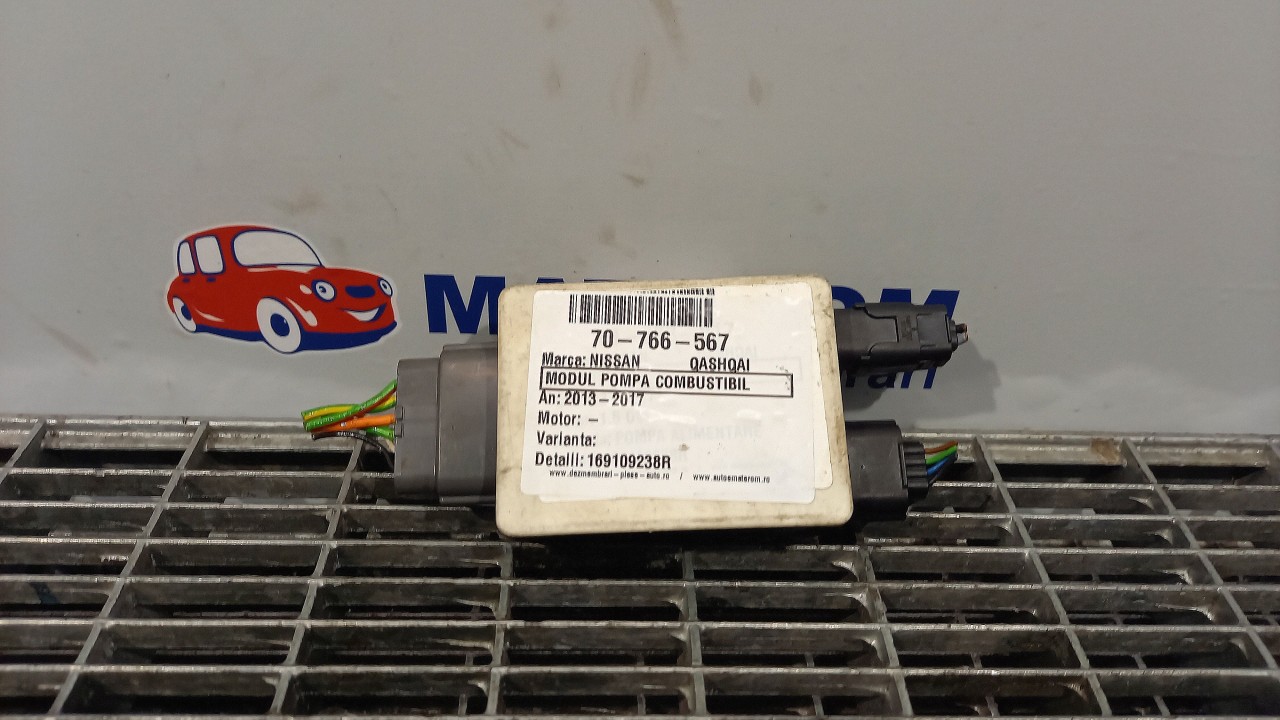 70-766-567
Marca: NISSAN QASHQAI
MODUL POMPA COMBUSTIBIL
An: 2013-2017
Motor: -
Varianta:
Detalii: 169109238R
www.dezmembrari-piese-auto.ro / www.automaterom.ro